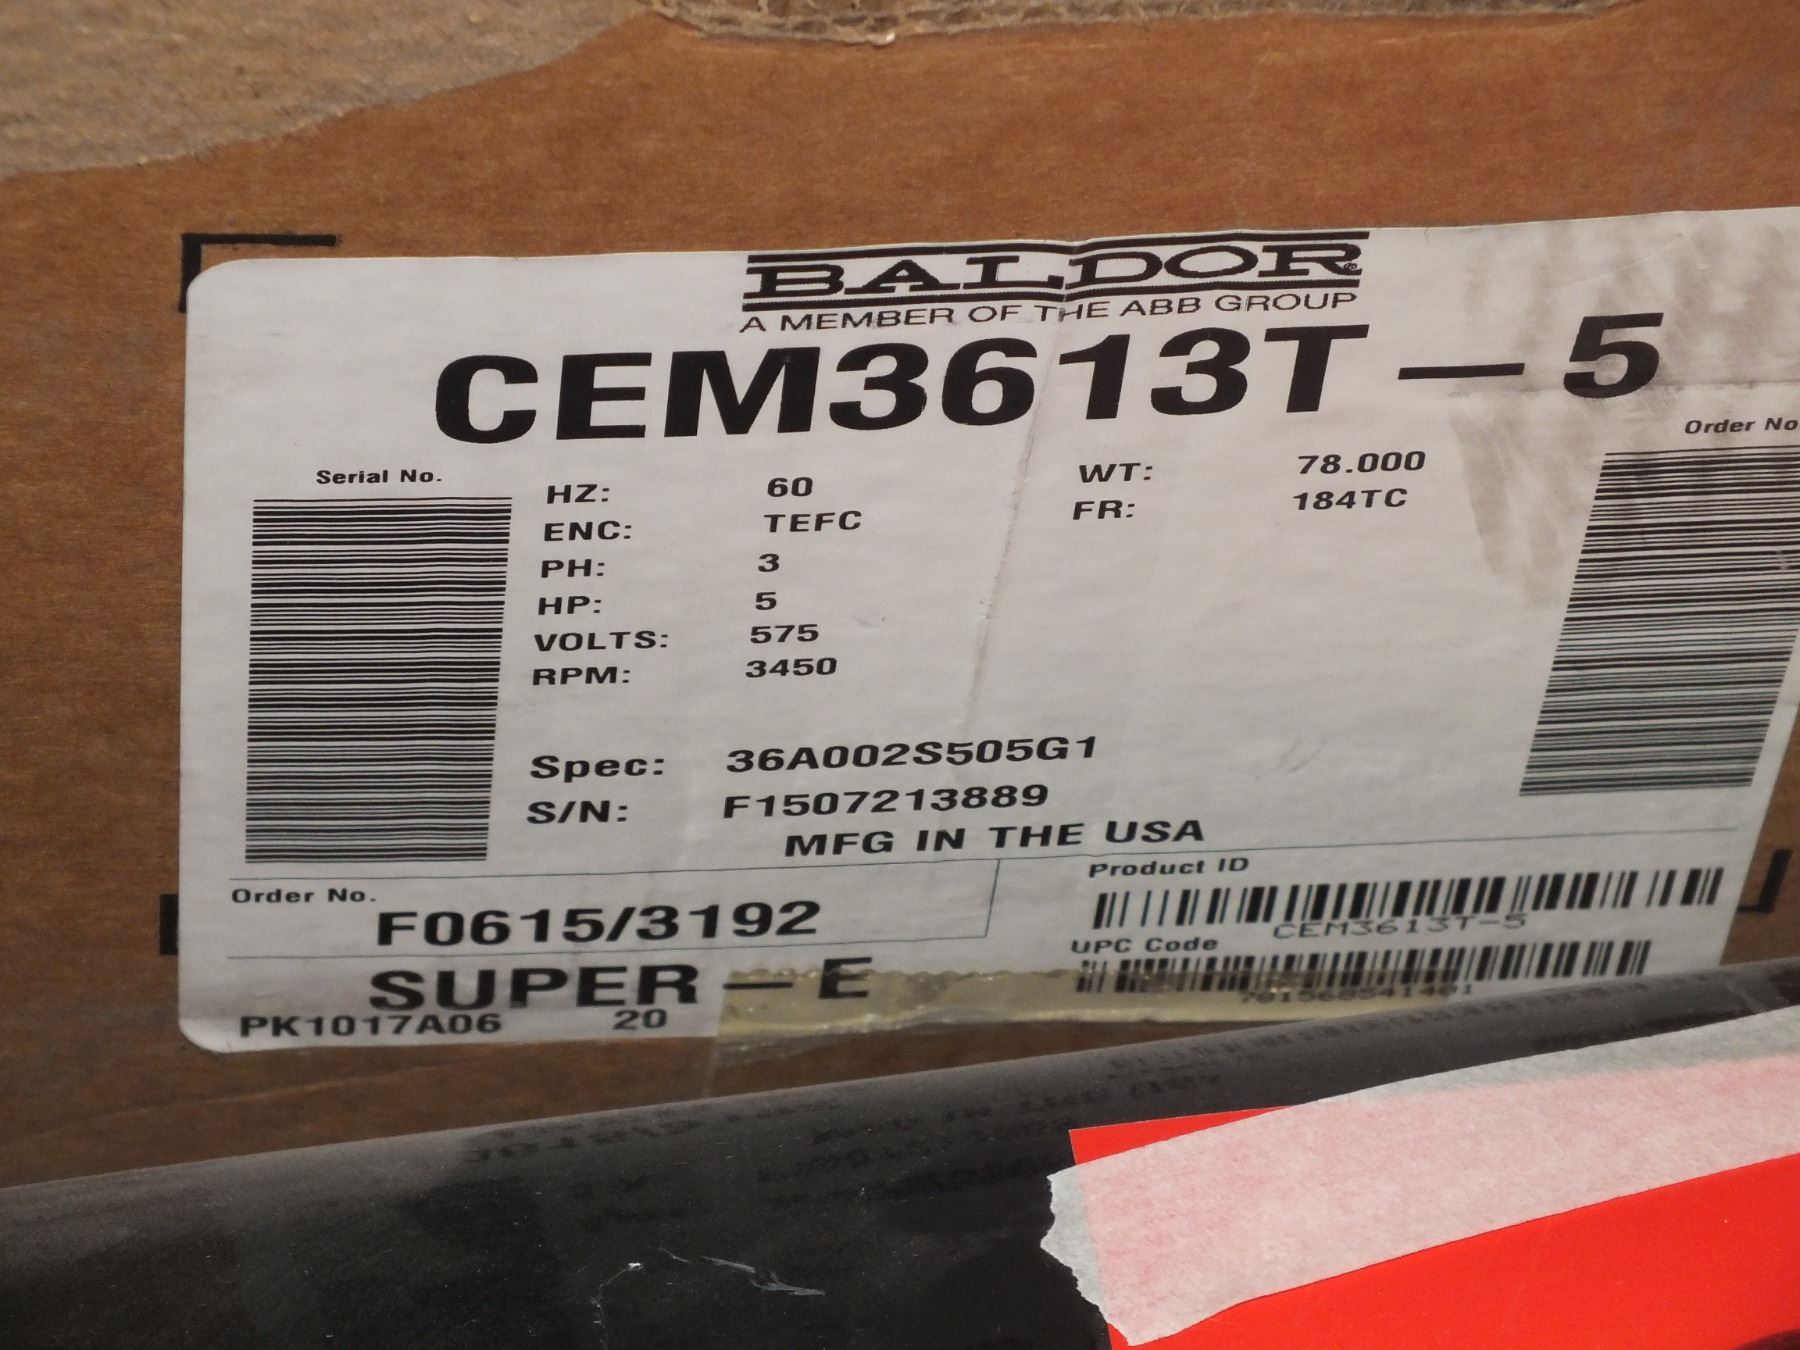 BALDOR®
A MEMBER OF THE ABB GROUP
CEM3613T-5
Serial No.
Order No
HZ: 60
WT: 78.000
ENC: TEFC
FR: 184TC
PH: 3
HP: 5
VOLTS: 575
RPM: 3450
Spec: 36A002S505G1
S/N: F1507213889
MFG IN THE USA
Order No.
F0615/3192
Product ID
CEM3613T-5
UPC Code
SUPER-E
PK1017A06 20